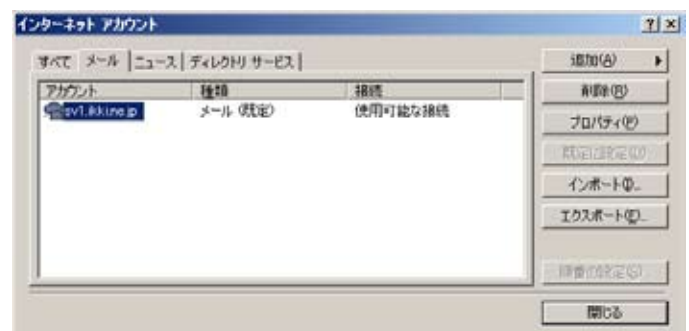 インターネット アカウント
すべて メール ニュース ディレクトリ サービス
アカウント 種類 接続
sv1.ikkine.jp メール (既定) 使用可能な接続
追加(A)
削除(R)
プロパティ(P)
既定に設定(D)
インポート(I)...
エクスポート(E)...
順番の設定(S)...
閉じる